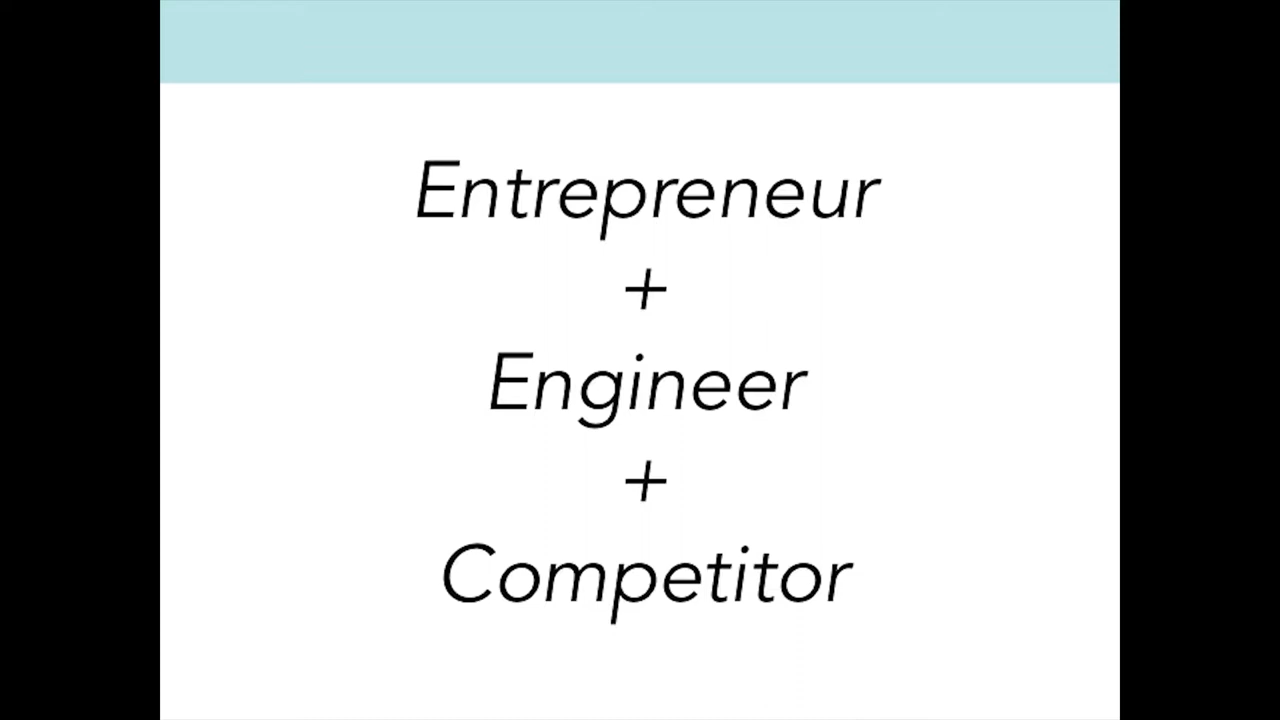 Entrepreneur
+
Engineer
+
Competitor